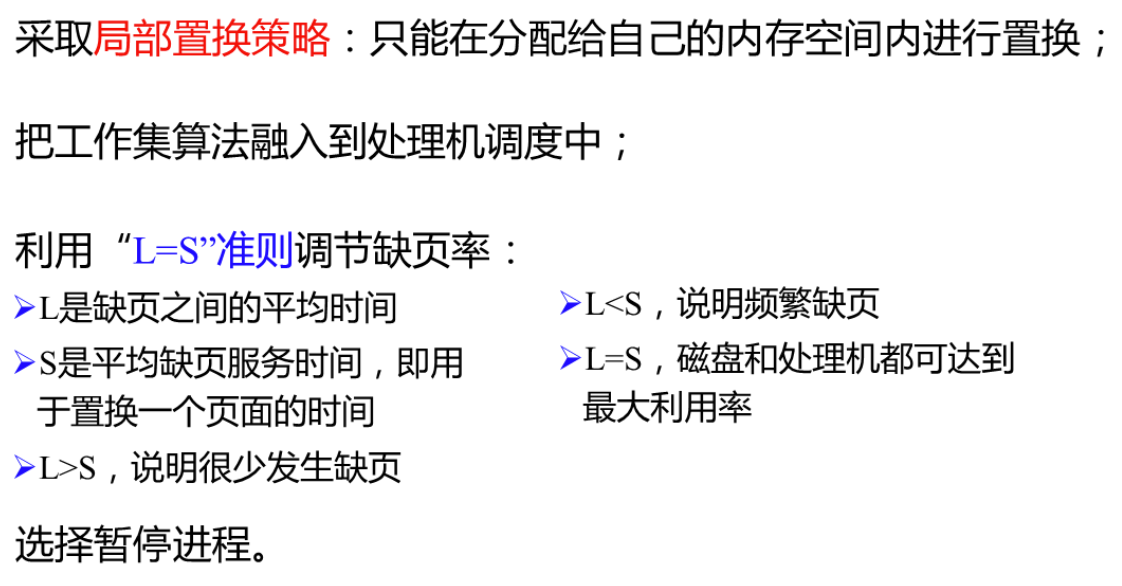 采取局部置换策略：只能在分配给自己的内存空间内进行置换；
把工作集算法融入到处理机调度中；
利用“L=S”准则调节缺页率：
➢L是缺页之间的平均时间
➢S是平均缺页服务时间，即用
于置换一个页面的时间
➢L>S，说明很少发生缺页
➢L<S，说明频繁缺页
➢L=S，磁盘和处理机都可达到
最大利用率
选择暂停进程。